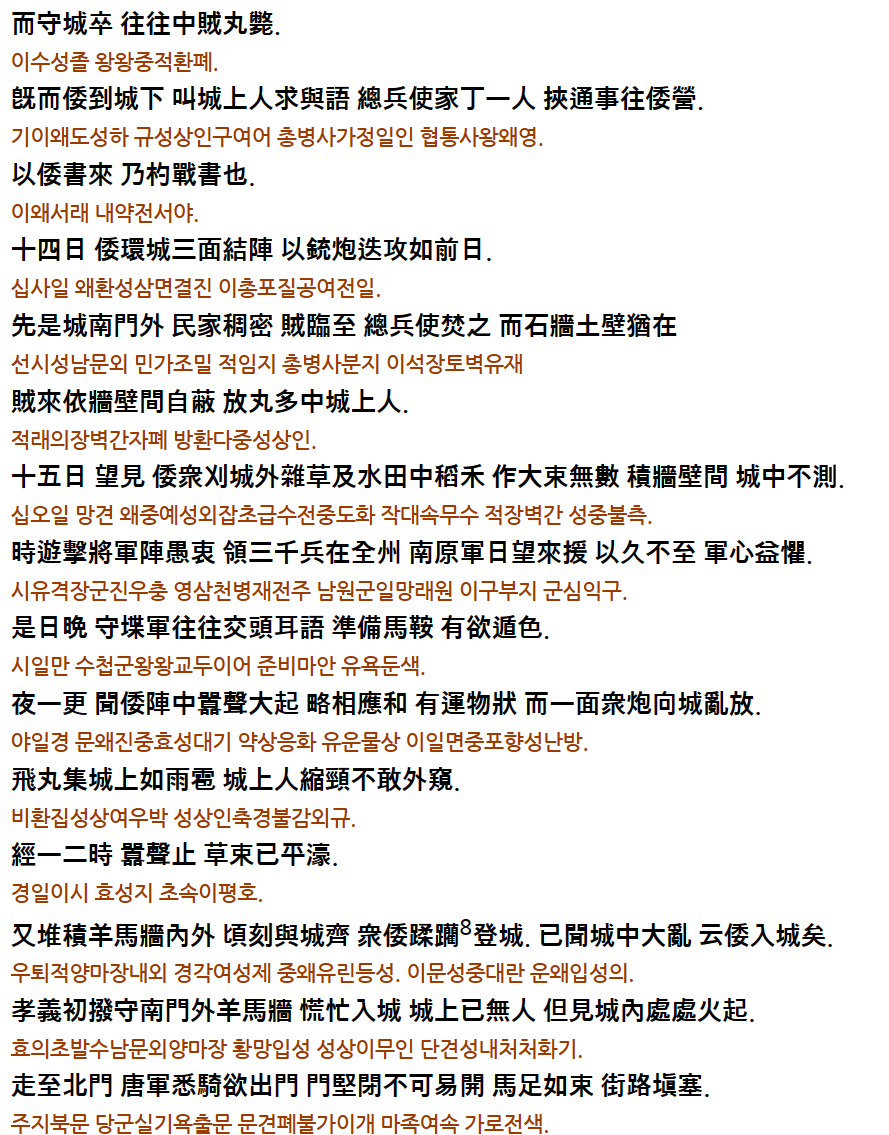 而守城卒 往往中賊丸斃.
이수성졸 왕왕중적환폐.
旣而倭到城下 叫城上人求與語 總兵使家丁一人 挾通事往倭營.
기이왜도성하 규성상인구여어 총병사가정일인 협통사왕왜영.
以倭書來 乃杓戰書也.
이왜서래 내약전서야.
十四日 倭環城三面結陣 以銃炮迭攻如前日.
십사일 왜환성삼면결진 이총포질공여전일.
先是城南門外 民家稠密 賊臨至 總兵使焚之 而石牆土壁猶在
선시성남문외 민가조밀 적임지 총병사분지 이석장토벽유재
賊來依牆壁間自蔽 放丸多中城上人.
적래의장벽간자폐 방환다중성상인.
十五日 望見 倭衆刈城外雜草及水田中稻禾 作大束無數 積牆壁間 城中不測.
십오일 망견 왜중예성외잡초급수전중도화 작대속무수 적장벽간 성중불측.
時遊擊將軍陣愚衷 領三千兵在全州 南原軍日望來援 以久不至 軍心益懼.
시유격장군진우충 영삼천병재전주 남원군일망래원 이구부지 군심익구.
是日晩 守堞軍往往交頭耳語 準備馬鞍 有欲遁色.
시일만 수첩군왕왕교두이어 준비마안 유욕둔색.
夜一更 聞倭陣中囂聲大起 略相應和 有運物狀 而一面衆炮向城亂放.
야일경 문왜진중효성대기 약상응화 유운물상 이일면중포향성난방.
飛丸集城上如雨雹 城上人縮頸不敢外窺.
비환집성상여우박 성상인축경불감외규.
經一二時 囂聲止 草束已平濠.
경일이시 효성지 초속이평호.
又堆積羊馬牆內外 頃刻與城齊 衆倭蹂躪8登城. 已聞城中大亂 云倭入城矣.
우퇴적양마장내외 경각여성제 중왜유린등성. 이문성중대란 운왜입성의.
孝義初撥守南門外羊馬牆 慌忙入城 城上已無人 但見城內處處火起.
효의초발수남문외양마장 황망입성 성상이무인 단견성내처처화기.
走至北門 唐軍悉騎欲出門 門堅閉不可易開 馬足如束 街路塡塞.
주지북문 당군실기욕출문 문견폐불가이개 마족여속 가로전색.